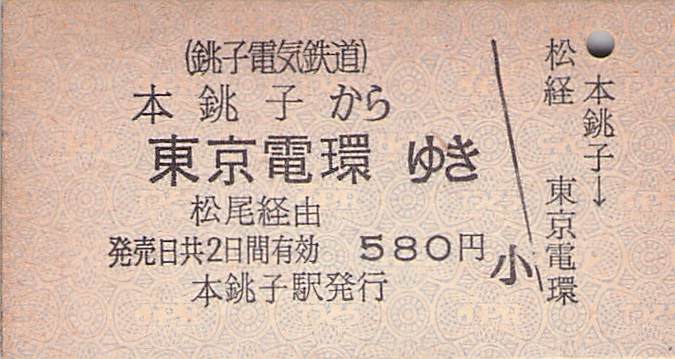 (銚子電気鉄道)
本銚子から
東京電環ゆき
松尾経由
発売日共2日間有効 580円
本銚子駅発行
小
本銚子→
松経 東京電環